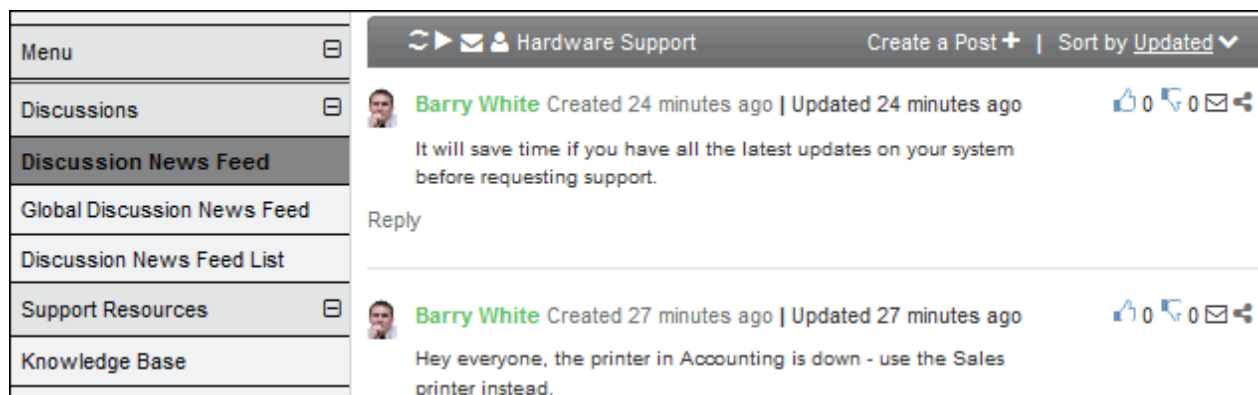 Menu
Discussions
Discussion News Feed
Global Discussion News Feed
Discussion News Feed List
Support Resources
Knowledge Base
Hardware Support Create a Post + | Sort by Updated
Barry White Created 24 minutes ago | Updated 24 minutes ago 0 0
It will save time if you have all the latest updates on your system
before requesting support.
Reply
Barry White Created 27 minutes ago | Updated 27 minutes ago 0 0
Hey everyone, the printer in Accounting is down - use the Sales
printer instead.